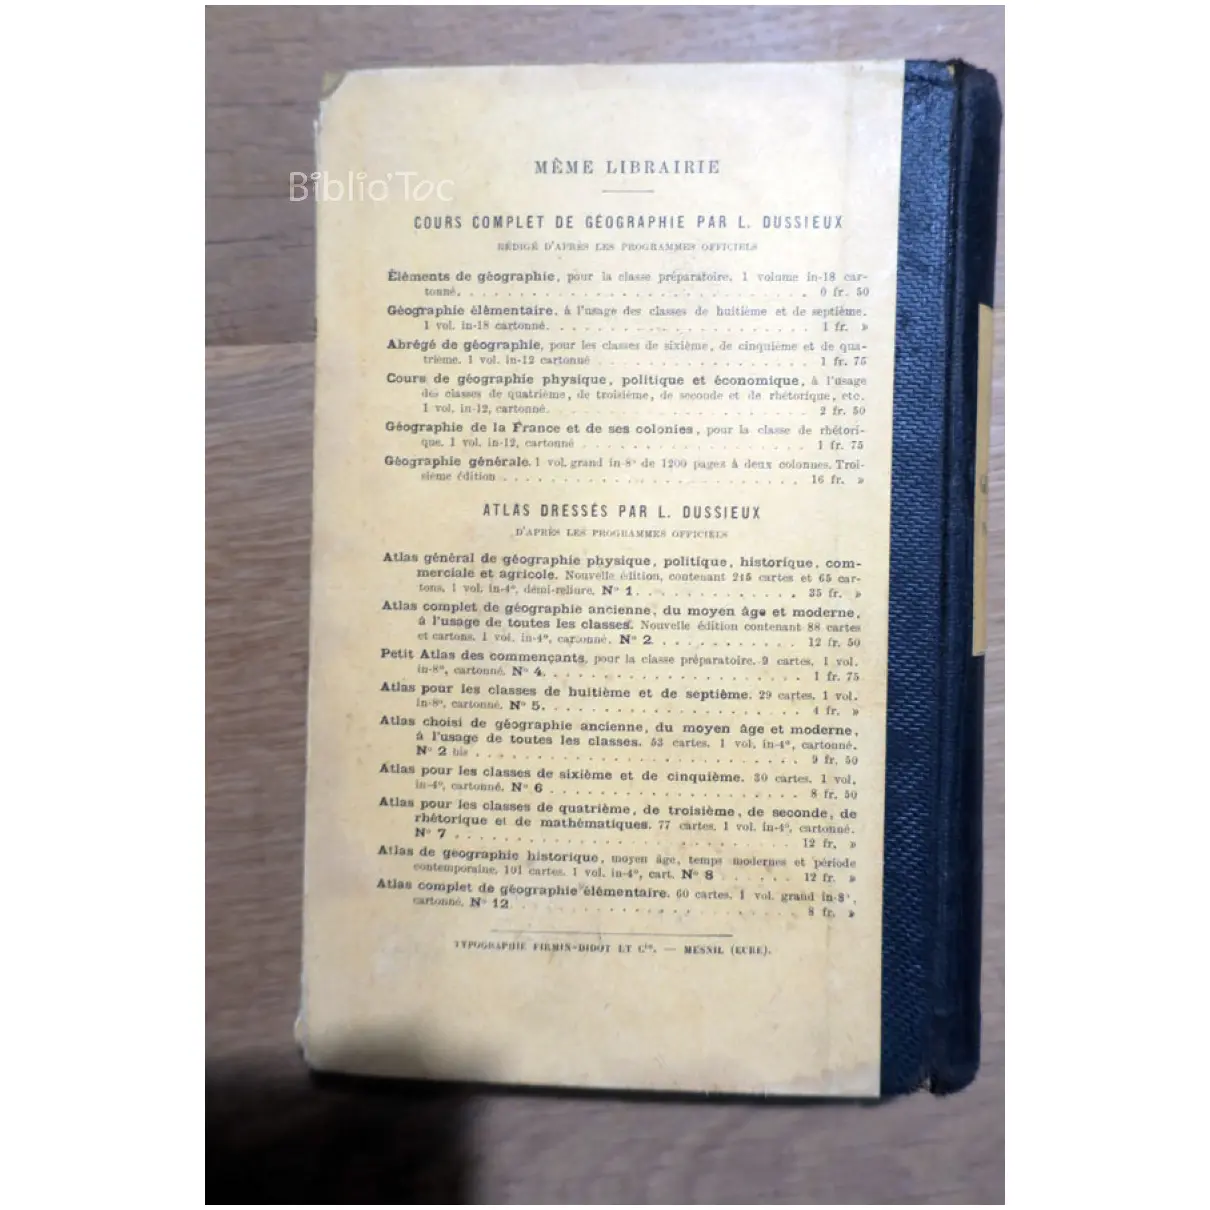 Biblio'Toc
MÊME LIBRAIRIE
COURS COMPLET DE GÉOGRAPHIE PAR L. DUSSIEUX
RÉDIGÉ D'APRÈS LES PROGRAMMES OFFICIELS
Éléments de géographie, pour la classe préparatoire. 1 volume in-18 car-
tonné. . . . . . . . . . 0 fr. 50
Géographie élémentaire, à l'usage des classes de huitième et de septième.
1 vol. in-18 cartonné. . . . . . . . . . 1 fr. »
Abrégé de géographie, pour les classes de sixième, de cinquième et de qua-
trième. 1 vol. in-12 cartonné . . . . . . . . . . 1 fr. 75
Cours de géographie physique, politique et économique, à l'usage
des classes de quatrième, de troisième, de seconde et de rhétorique, etc.
1 vol. in-12, cartonné. . . . . . . . . . 2 fr. 50
Géographie de la France et de ses colonies, pour la classe de rhétori-
que. 1 vol. in-12, cartonné . . . . . . . . . . 1 fr. 75
Géographie générale. 1 vol. grand in-8° de 1200 pages à deux colonnes. Troi-
sième édition . . . . . . . . . . 16 fr. »
ATLAS DRESSÉS PAR L. DUSSIEUX
D'APRÈS LES PROGRAMMES OFFICIELS
Atlas général de géographie physique, politique, historique, com-
merciale et agricole. Nouvelle édition, contenant 215 cartes et 65 car-
tons. 1 vol. in-4°, demi-reliure. N° 1. . . . . . . . . . 35 fr. »
Atlas complet de géographie ancienne, du moyen âge et moderne,
à l'usage de toutes les classes. Nouvelle édition contenant 88 cartes
et cartons. 1 vol. in-4°, cartonné. N° 2 . . . . . . . . . . 12 fr. 50
Petit Atlas des commençants, pour la classe préparatoire. 9 cartes, 1 vol.
in-8°, cartonné. N° 4. . . . . . . . . . 1 fr. 75
Atlas pour les classes de huitième et de septième. 29 cartes, 1 vol.
in-8°, cartonné. N° 5. . . . . . . . . . 4 fr. »
Atlas choisi de géographie ancienne, du moyen âge et moderne,
à l'usage de toutes les classes. 53 cartes. 1 vol. in-4°, cartonné.
N° 2 bis . . . . . . . . . . 9 fr. 50
Atlas pour les classes de sixième et de cinquième. 30 cartes. 1 vol.
in-4°, cartonné. N° 6 . . . . . . . . . . 8 fr. 50
Atlas pour les classes de quatrième, de troisième, de seconde, de
rhétorique et de mathématiques. 77 cartes. 1 vol. in-4°, cartonné.
N° 7 . . . . . . . . . . 12 fr. »
Atlas de géographie historique, moyen âge, temps modernes et période
contemporaine. 101 cartes. 1 vol. in-4°, cart. N° 8 . . . . . . 12 fr. »
Atlas complet de géographie élémentaire. 60 cartes. 1 vol. grand in-8°,
cartonné. N° 12. . . . . . . . . . 8 fr. »
TYPOGRAPHIE FIRMIN-DIDOT ET Cie. — MESNIL (EURE).